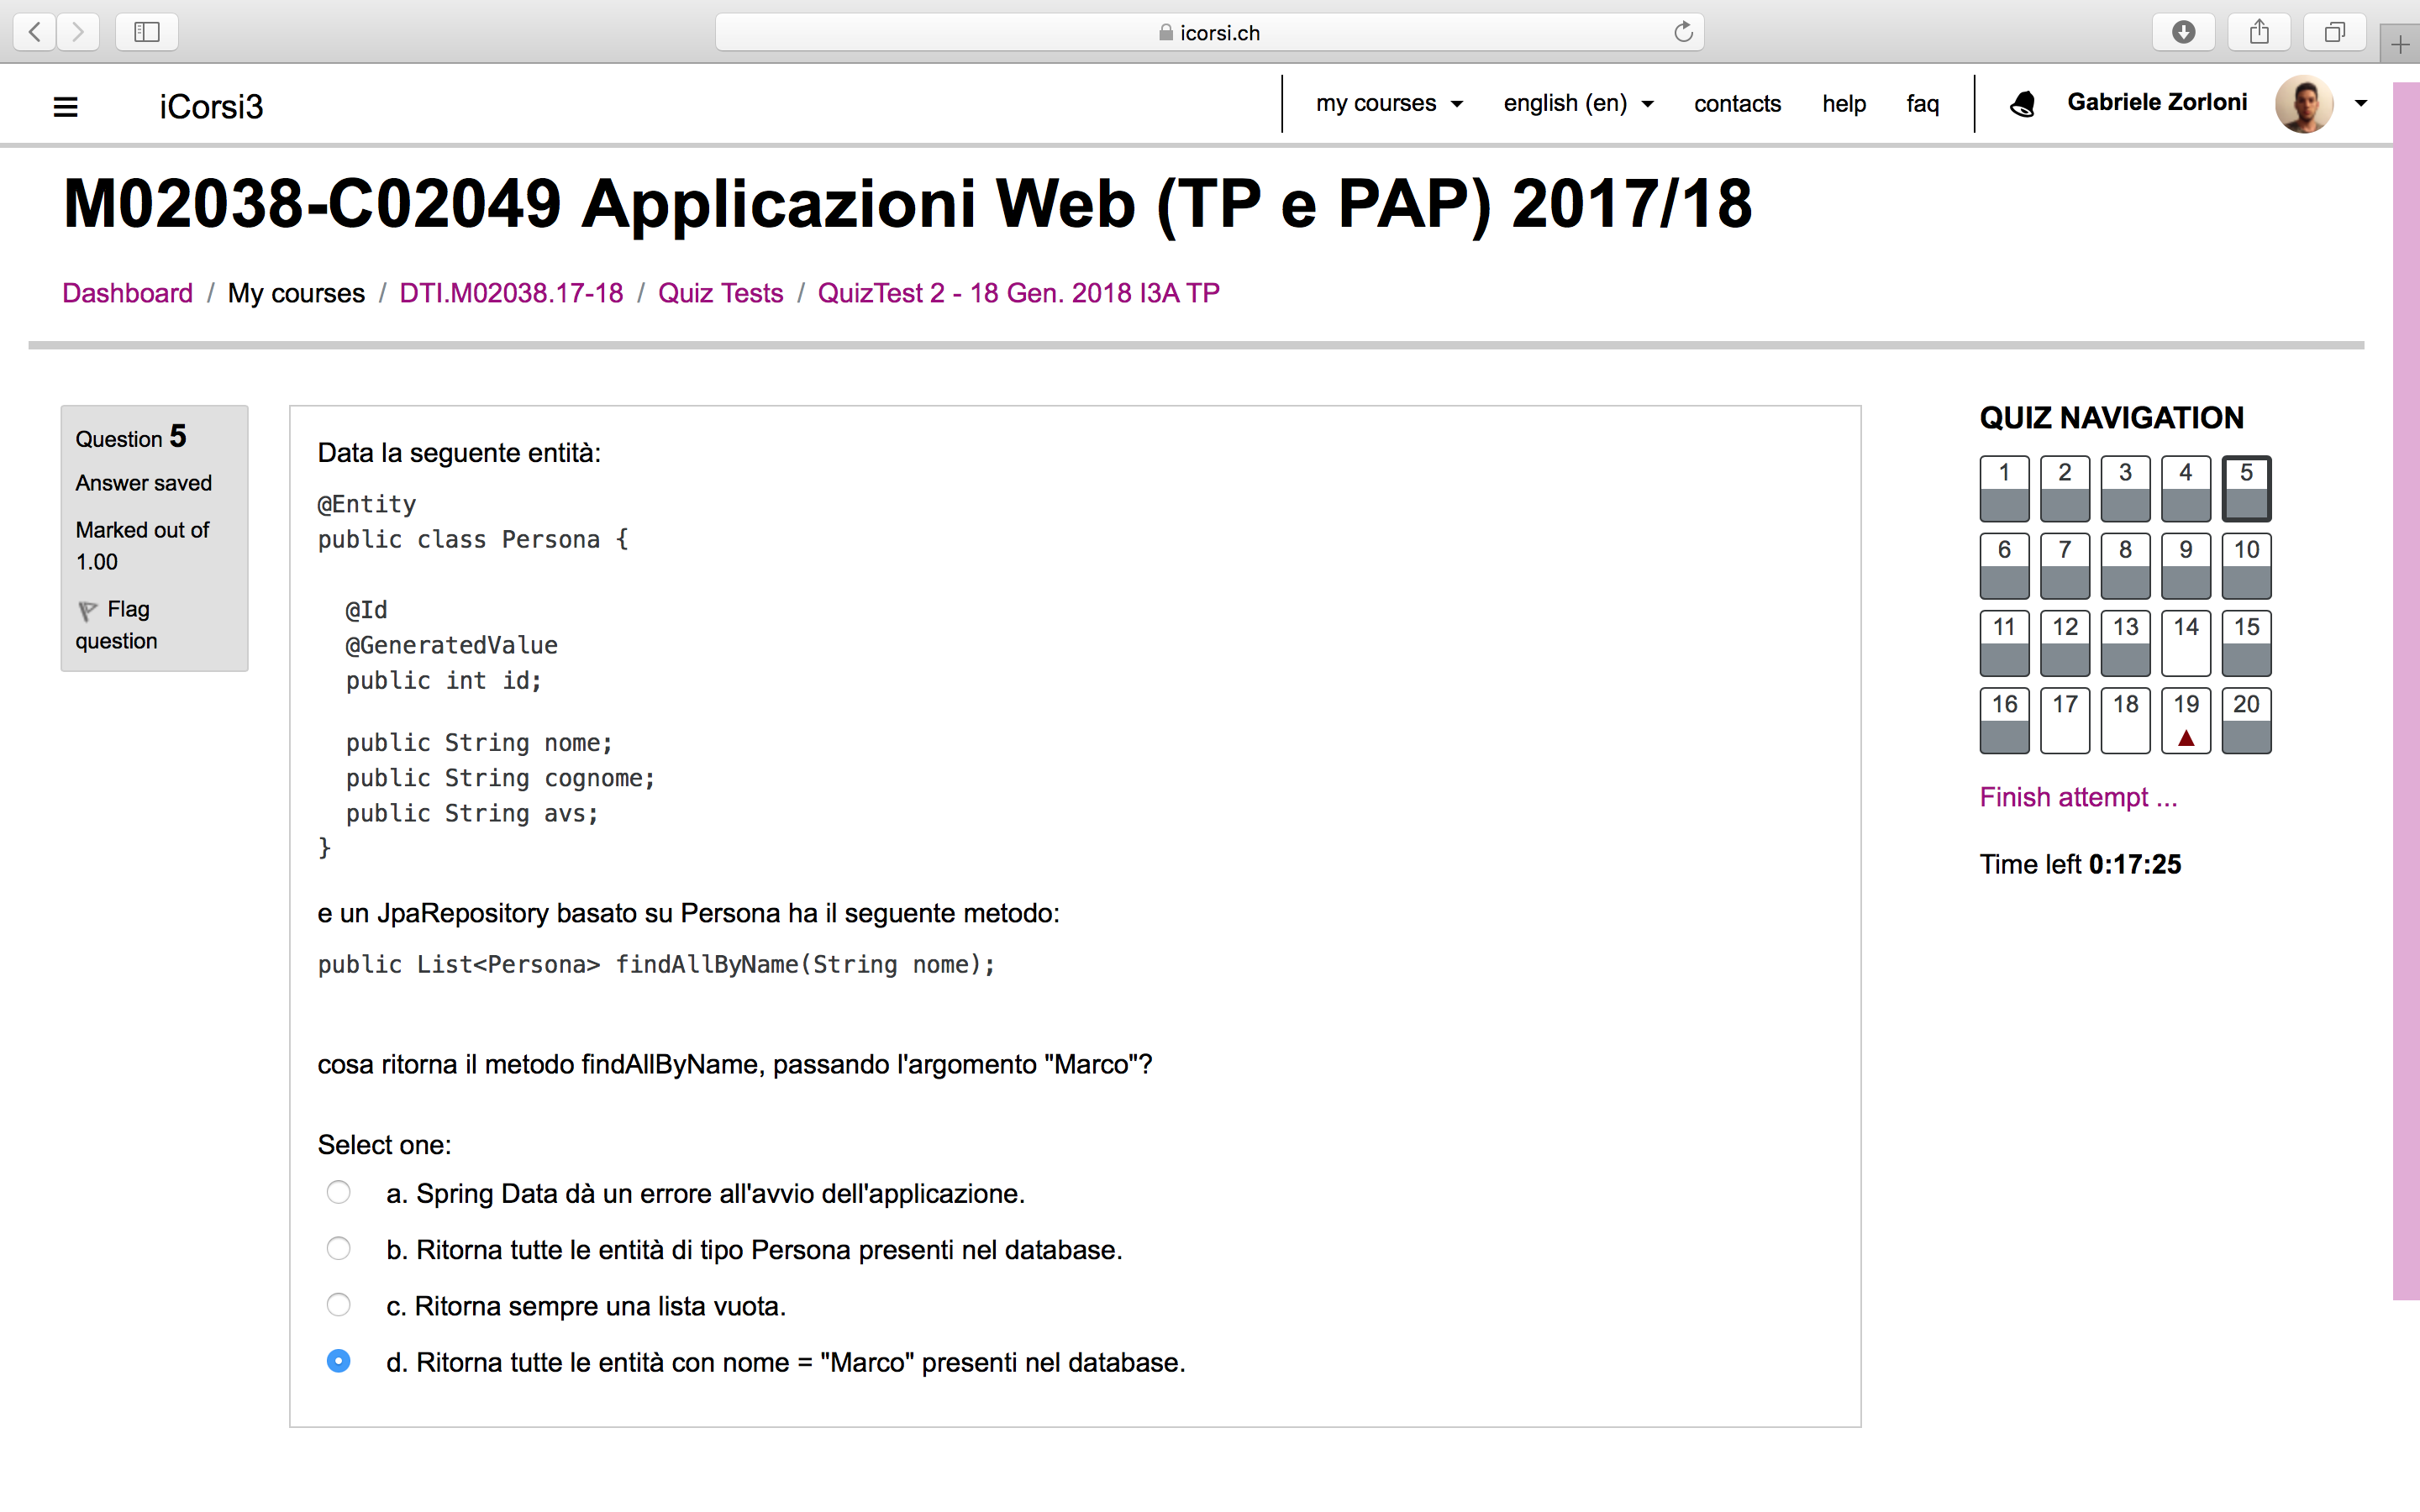 icorsi.ch
iCorsi3
my courses
english (en)
contacts
help
faq
Gabriele Zorloni
M02038-C02049 Applicazioni Web (TP e PAP) 2017/18
Dashboard / My courses / DTI.M02038.17-18 / Quiz Tests / QuizTest 2 - 18 Gen. 2018 I3A TP
Question 5
Answer saved
Marked out of
1.00
Flag
question
Data la seguente entità:
@Entity
public class Persona {
@Id
@GeneratedValue
public int id;
public String nome;
public String cognome;
public String avs;
}
e un JpaRepository basato su Persona ha il seguente metodo:
public List<Persona> findAllByName(String nome);
cosa ritorna il metodo findAllByName, passando l'argomento "Marco"?
Select one:
a. Spring Data dà un errore all'avvio dell'applicazione.
b. Ritorna tutte le entità di tipo Persona presenti nel database.
c. Ritorna sempre una lista vuota.
d. Ritorna tutte le entità con nome = "Marco" presenti nel database.
QUIZ NAVIGATION
1 2 3 4 5
6 7 8 9 10
11 12 13 14 15
16 17 18 19 20
Finish attempt ...
Time left 0:17:25